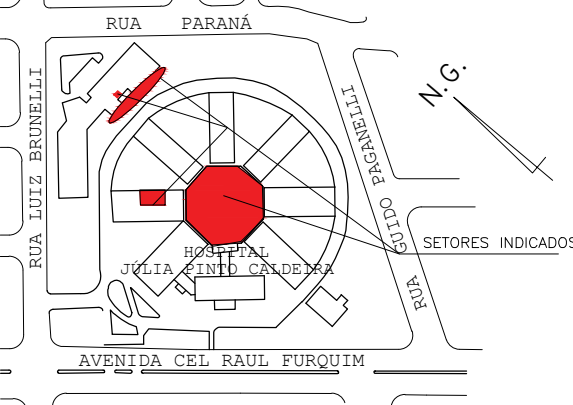 RUA PARANÁ
N.G.
RUA LUIZ BRUNELLI
RUA GUIDO PAGANELLI
SETORES INDICADOS
HOSPITAL
JÚLIA PINTO CALDEIRA
AVENIDA CEL RAUL FURQUIM